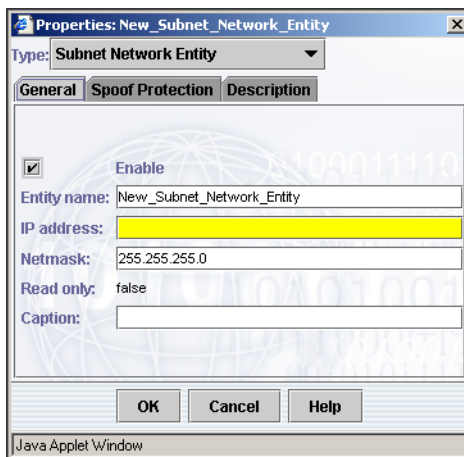 Properties: New_Subnet_Network_Entity
Type: Subnet Network Entity
General Spoof Protection Description
Enable
Entity name: New_Subnet_Network_Entity
IP address:
Netmask: 255.255.255.0
Read only: false
Caption:
OK Cancel Help
Java Applet Window